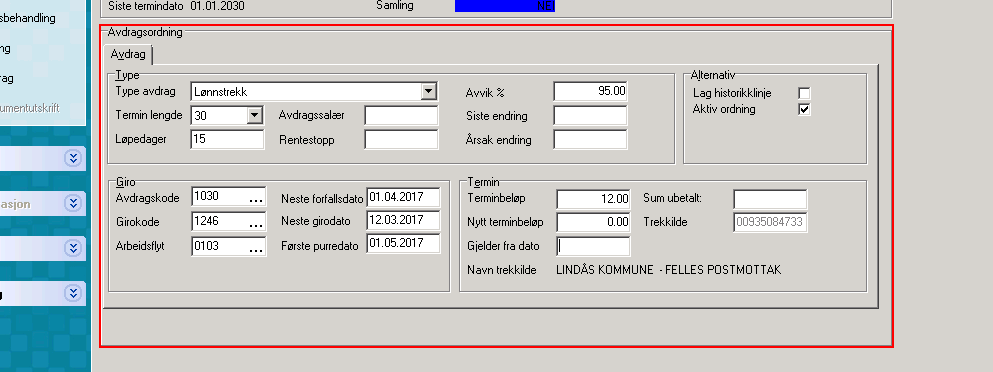 Siste termindato 01.01.2030 Samling NE
sbehandling
Avdragsordning
ng
Avdrag
rag
Type Alternativ
Type avdrag Lønnstrekk Avvik % 95.00 Lag historikklinje
umentutskrift
Termin lengde 30 Avdragssalær Siste endring Aktiv ordning
Løpedager 15 Rentestopp Årsak endring
Giro Termin
Avdragskode 1030 ... Neste forfallsdato 01.04.2017 Terminbeløp 12.00 Sum ubetalt:
asjon
Girokode 1246 ... Neste girodato 12.03.2017 Nytt terminbeløp 0.00 Trekkilde 00935084733
Arbeidsflyt 0103 ... Første purredato 01.05.2017 Gjelder fra dato
Navn trekkilde LINDÅS KOMMUNE - FELLES POSTMOTTAK